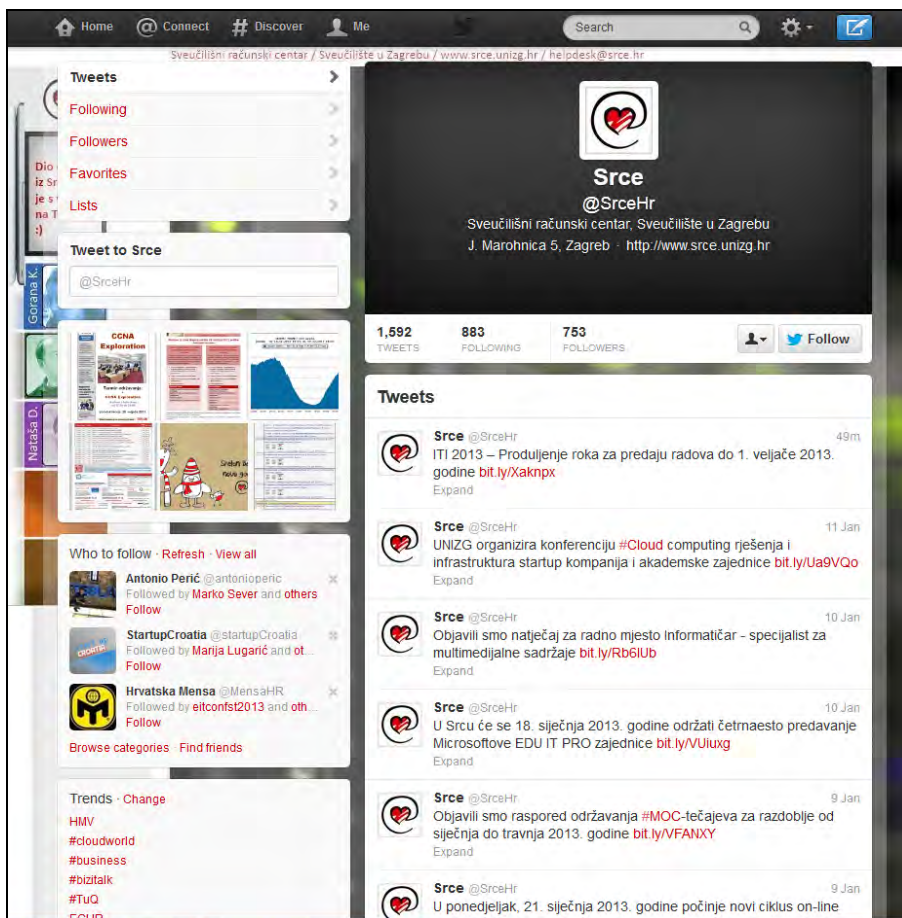 Home Connect Discover Me Search
Sveučilišni računski centar / Sveučilište u Zagrebu / www.srce.unizg.hr / helpdesk@srce.hr
Tweets
Following
Followers
Favorites
Lists
Dio
iz Sr
je s
na T
:)
Gorana K.
Nataša D.
Tweet to Srce
@SrceHr
CCNA
Exploration
Who to follow · Refresh · View all
Antonio Perić @antonioperic
Followed by Marko Sever and others
Follow
StartupCroatia @startupCroatia
Followed by Marija Lugarić and ot...
Follow
Hrvatska Mensa @MensaHR
Followed by eitconfst2013 and oth...
Follow
Browse categories · Find friends
Trends · Change
HMV
#cloudworld
#business
#bizitalk
#TuQ
Srce
@SrceHr
Sveučilišni računski centar, Sveučilište u Zagrebu
J. Marohnica 5, Zagreb · http://www.srce.unizg.hr
1,592 883 753
TWEETS FOLLOWING FOLLOWERS
Follow
Tweets
Srce @SrceHr 49m
ITI 2013 – Produljenje roka za predaju radova do 1. veljače 2013.
godine bit.ly/Xaknpx
Expand
Srce @SrceHr 11 Jan
UNIZG organizira konferenciju #Cloud computing rješenja i
infrastruktura startup kompanija i akademske zajednice bit.ly/Ua9VQo
Expand
Srce @SrceHr 10 Jan
Objavili smo natječaj za radno mjesto Informatičar - specijalist za
multimedijalne sadržaje bit.ly/Rb6lUb
Expand
Srce @SrceHr 10 Jan
U Srcu će se 18. siječnja 2013. godine održati četrnaesto predavanje
Microsoftove EDU IT PRO zajednice bit.ly/VUiuxg
Expand
Srce @SrceHr 9 Jan
Objavili smo raspored održavanja #MOC-tečajeva za razdoblje od
siječnja do travnja 2013. godine bit.ly/VFANXY
Expand
Srce @SrceHr 9 Jan
U ponedjeljak, 21. siječnja 2013. godine počinje novi ciklus on-line